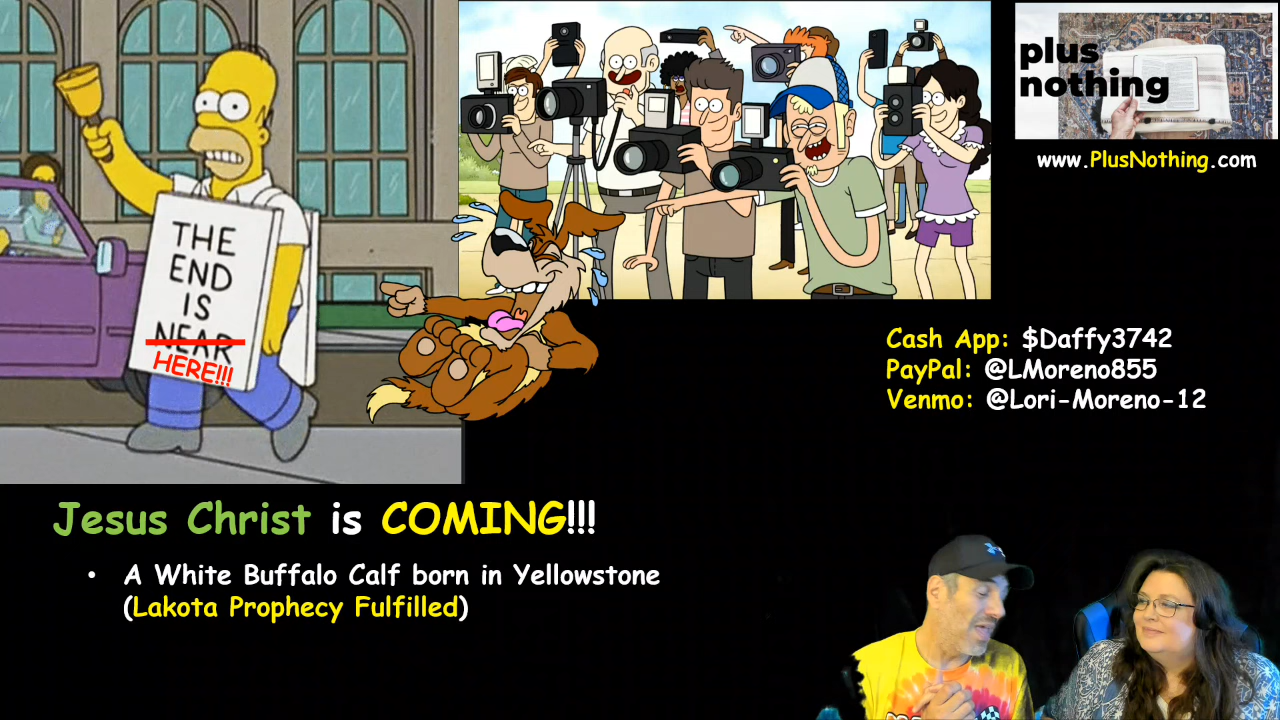 THE
END
IS
NEAR
HERE!!!
plus
nothing
www.PlusNothing.com
Cash App: $Daffy3742
PayPal: @LMoreno855
Venmo: @Lori-Moreno-12
Jesus Christ is COMING!!!
• A White Buffalo Calf born in Yellowstone
(Lakota Prophecy Fulfilled)